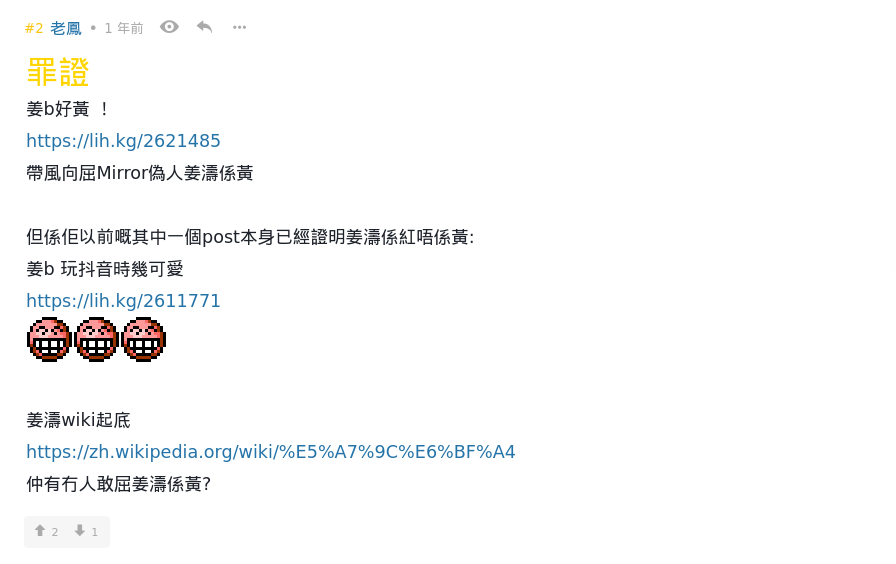 #2 老鳳 • 1 年前
罪證
姜b好黃 ！
https://lih.kg/2621485
帶風向屈Mirror偽人姜濤係黃
但係佢以前嘅其中一個post本身已經證明姜濤係紅唔係黃:
姜b 玩抖音時幾可愛
https://lih.kg/2611771
姜濤wiki起底
https://zh.wikipedia.org/wiki/%E5%A7%9C%E6%BF%A4
仲有冇人敢屈姜濤係黃?
2 1